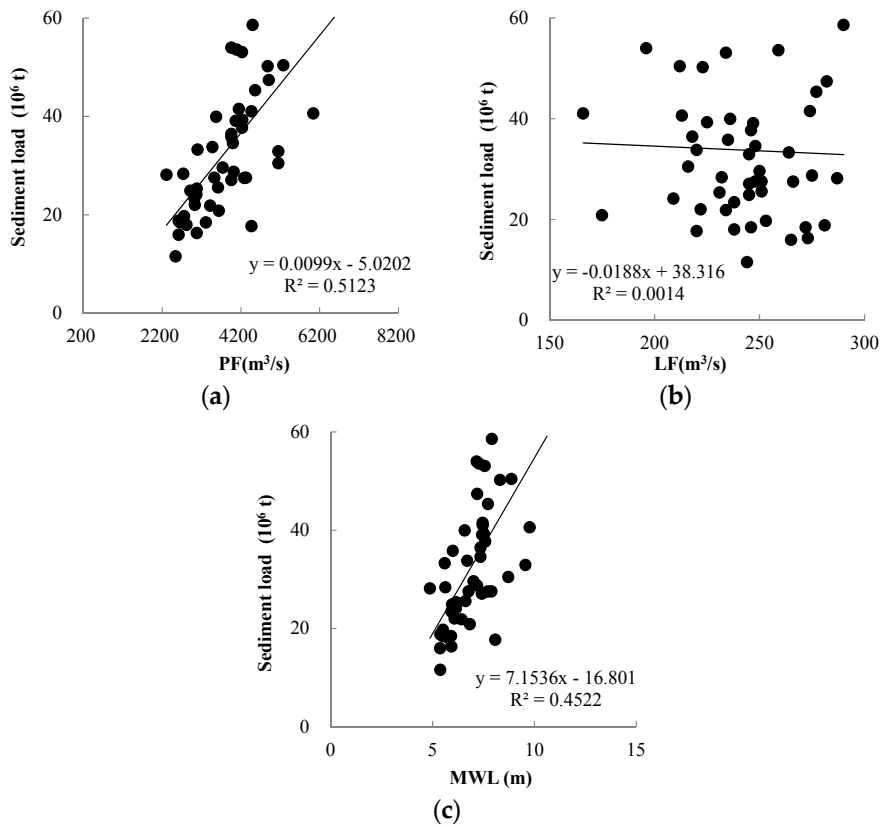 60
40
20
0
Sediment load (10⁶ t)
y = 0.0099x - 5.0202
R² = 0.5123
200 2200 4200 6200 8200
PF(m³/s)
(a)
60
40
20
0
Sediment load (10⁶ t)
y = -0.0188x + 38.316
R² = 0.0014
150 200 250 300
LF(m³/s)
(b)
60
40
20
0
Sediment load (10⁶ t)
y = 7.1536x - 16.801
R² = 0.4522
0 5 10 15
MWL (m)
(c)